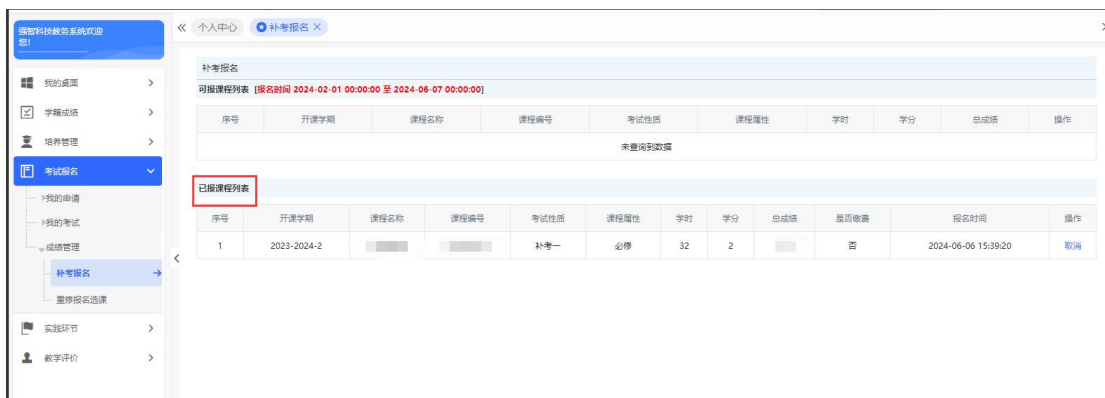 强智科技教务系统欢迎
您!
个人中心 补考报名
我的桌面
学籍成绩
培养管理
考试报名
我的申请
我的考试
成绩管理
补考报名
重修报名选课
实践环节
教学评价
补考报名
可报课程列表 [报名时间 2024-02-01 00:00:00 至 2024-06-07 00:00:00]
序号 开课学期 课程名称 课程编号 考试性质 课程属性 学时 学分 总成绩 操作
未查询到数据
已报课程列表
序号 开课学期 课程名称 课程编号 考试性质 课程属性 学时 学分 总成绩 是否缴费 报名时间 操作
1 2023-2024-2 补考一 必修 32 2 否 2024-06-06 15:39:20 取消